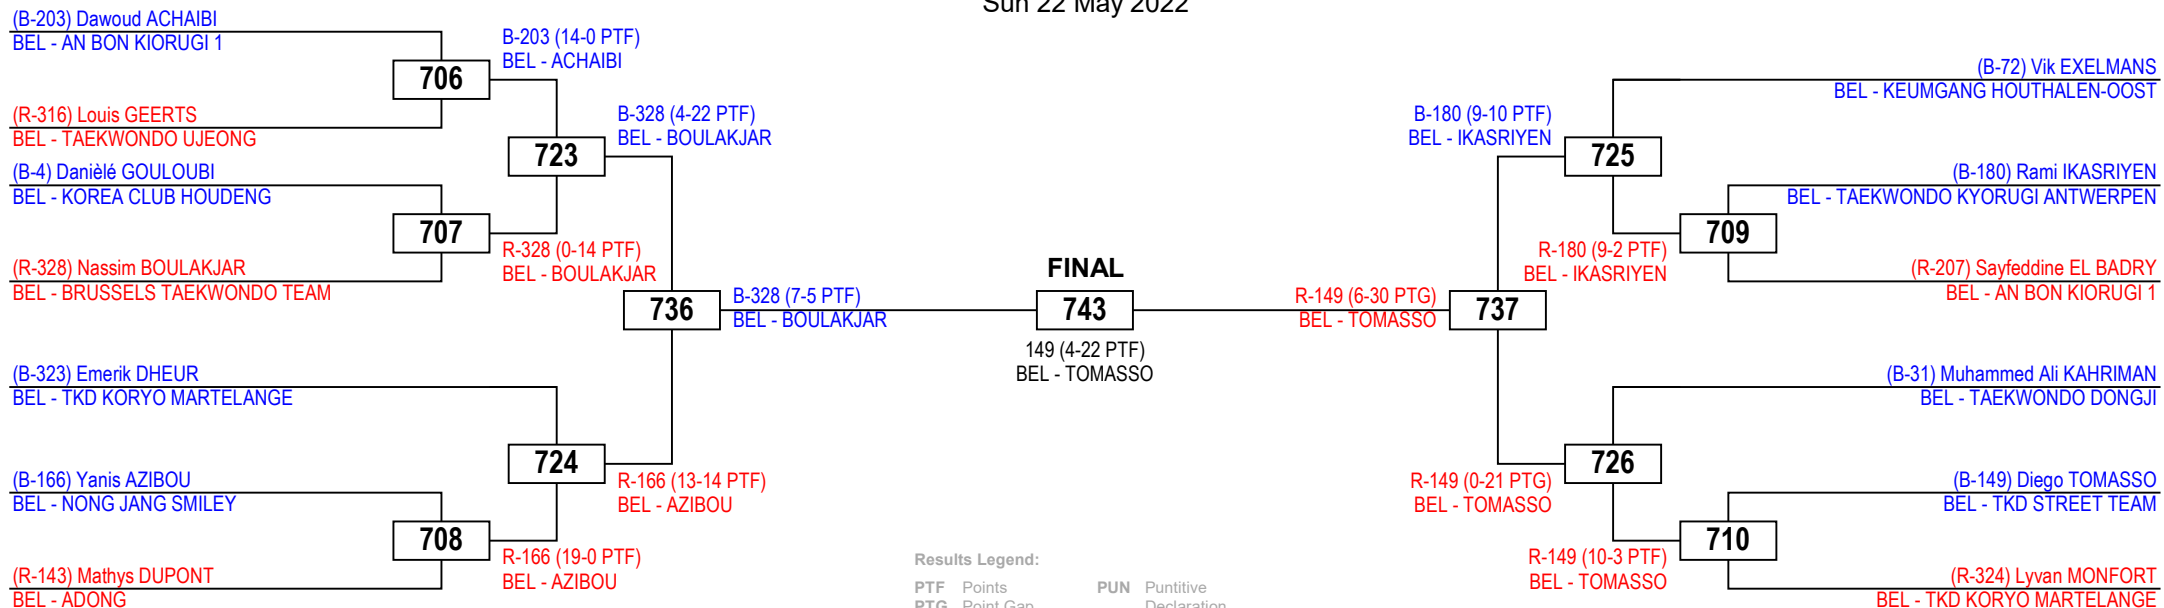 Sun 22 May 2022
(B-203) Dawoud ACHAIBI
BEL - AN BON KIORUGI 1
706
B-203 (14-0 PTF)
BEL - ACHAIBI
(R-316) Louis GEERTS
BEL - TAEKWONDO UJEONG
723
B-328 (4-22 PTF)
BEL - BOULAKJAR
(B-4) Danièlé GOULOUBI
BEL - KOREA CLUB HOUDENG
707
R-328 (0-14 PTF)
BEL - BOULAKJAR
(R-328) Nassim BOULAKJAR
BEL - BRUSSELS TAEKWONDO TEAM
736
B-328 (7-5 PTF)
BEL - BOULAKJAR
(B-323) Emerik DHEUR
BEL - TKD KORYO MARTELANGE
724
R-166 (13-14 PTF)
BEL - AZIBOU
(B-166) Yanis AZIBOU
BEL - NONG JANG SMILEY
708
R-166 (19-0 PTF)
BEL - AZIBOU
(R-143) Mathys DUPONT
BEL - ADONG
FINAL
743
149 (4-22 PTF)
BEL - TOMASSO
R-149 (6-30 PTG)
BEL - TOMASSO
737
B-180 (9-10 PTF)
BEL - IKASRIYEN
725
(B-72) Vik EXELMANS
BEL - KEUMGANG HOUTHALEN-OOST
(B-180) Rami IKASRIYEN
BEL - TAEKWONDO KYORUGI ANTWERPEN
709
R-180 (9-2 PTF)
BEL - IKASRIYEN
(R-207) Sayfeddine EL BADRY
BEL - AN BON KIORUGI 1
(B-31) Muhammed Ali KAHRIMAN
BEL - TAEKWONDO DONGJI
726
R-149 (0-21 PTG)
BEL - TOMASSO
(B-149) Diego TOMASSO
BEL - TKD STREET TEAM
710
R-149 (10-3 PTF)
BEL - TOMASSO
(R-324) Lyvan MONFORT
BEL - TKD KORYO MARTELANGE
Results Legend:
PTF Points PUN Puntitive
PTG Point Gap Declaration